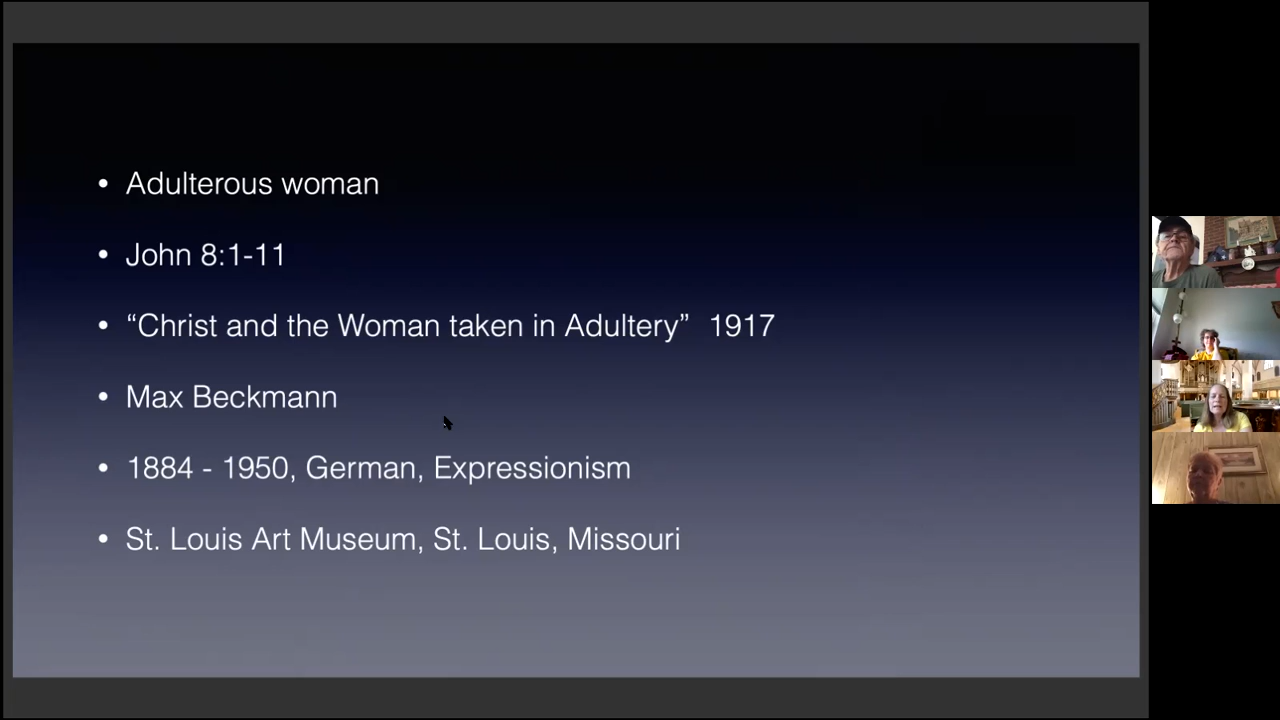 • Adulterous woman
• John 8:1-11
• “Christ and the Woman taken in Adultery”  1917
• Max Beckmann
• 1884 - 1950, German, Expressionism
• St. Louis Art Museum, St. Louis, Missouri